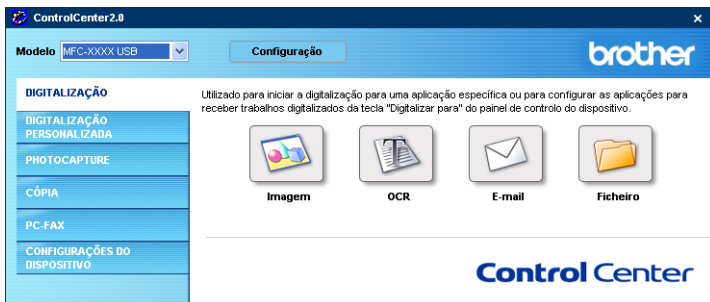 ControlCenter2.0
Modelo MFC-XXXX USB Configuração brother
DIGITALIZAÇÃO
DIGITALIZAÇÃO
PERSONALIZADA
PHOTOCAPTURE
CÓPIA
PC-FAX
CONFIGURAÇÕES DO
DISPOSITIVO
Utilizado para iniciar a digitalização para uma aplicação específica ou para configurar as aplicações para
receber trabalhos digitalizados da tecla "Digitalizar para" do painel de controlo do dispositivo.
Imagem OCR E-mail Ficheiro
Control Center